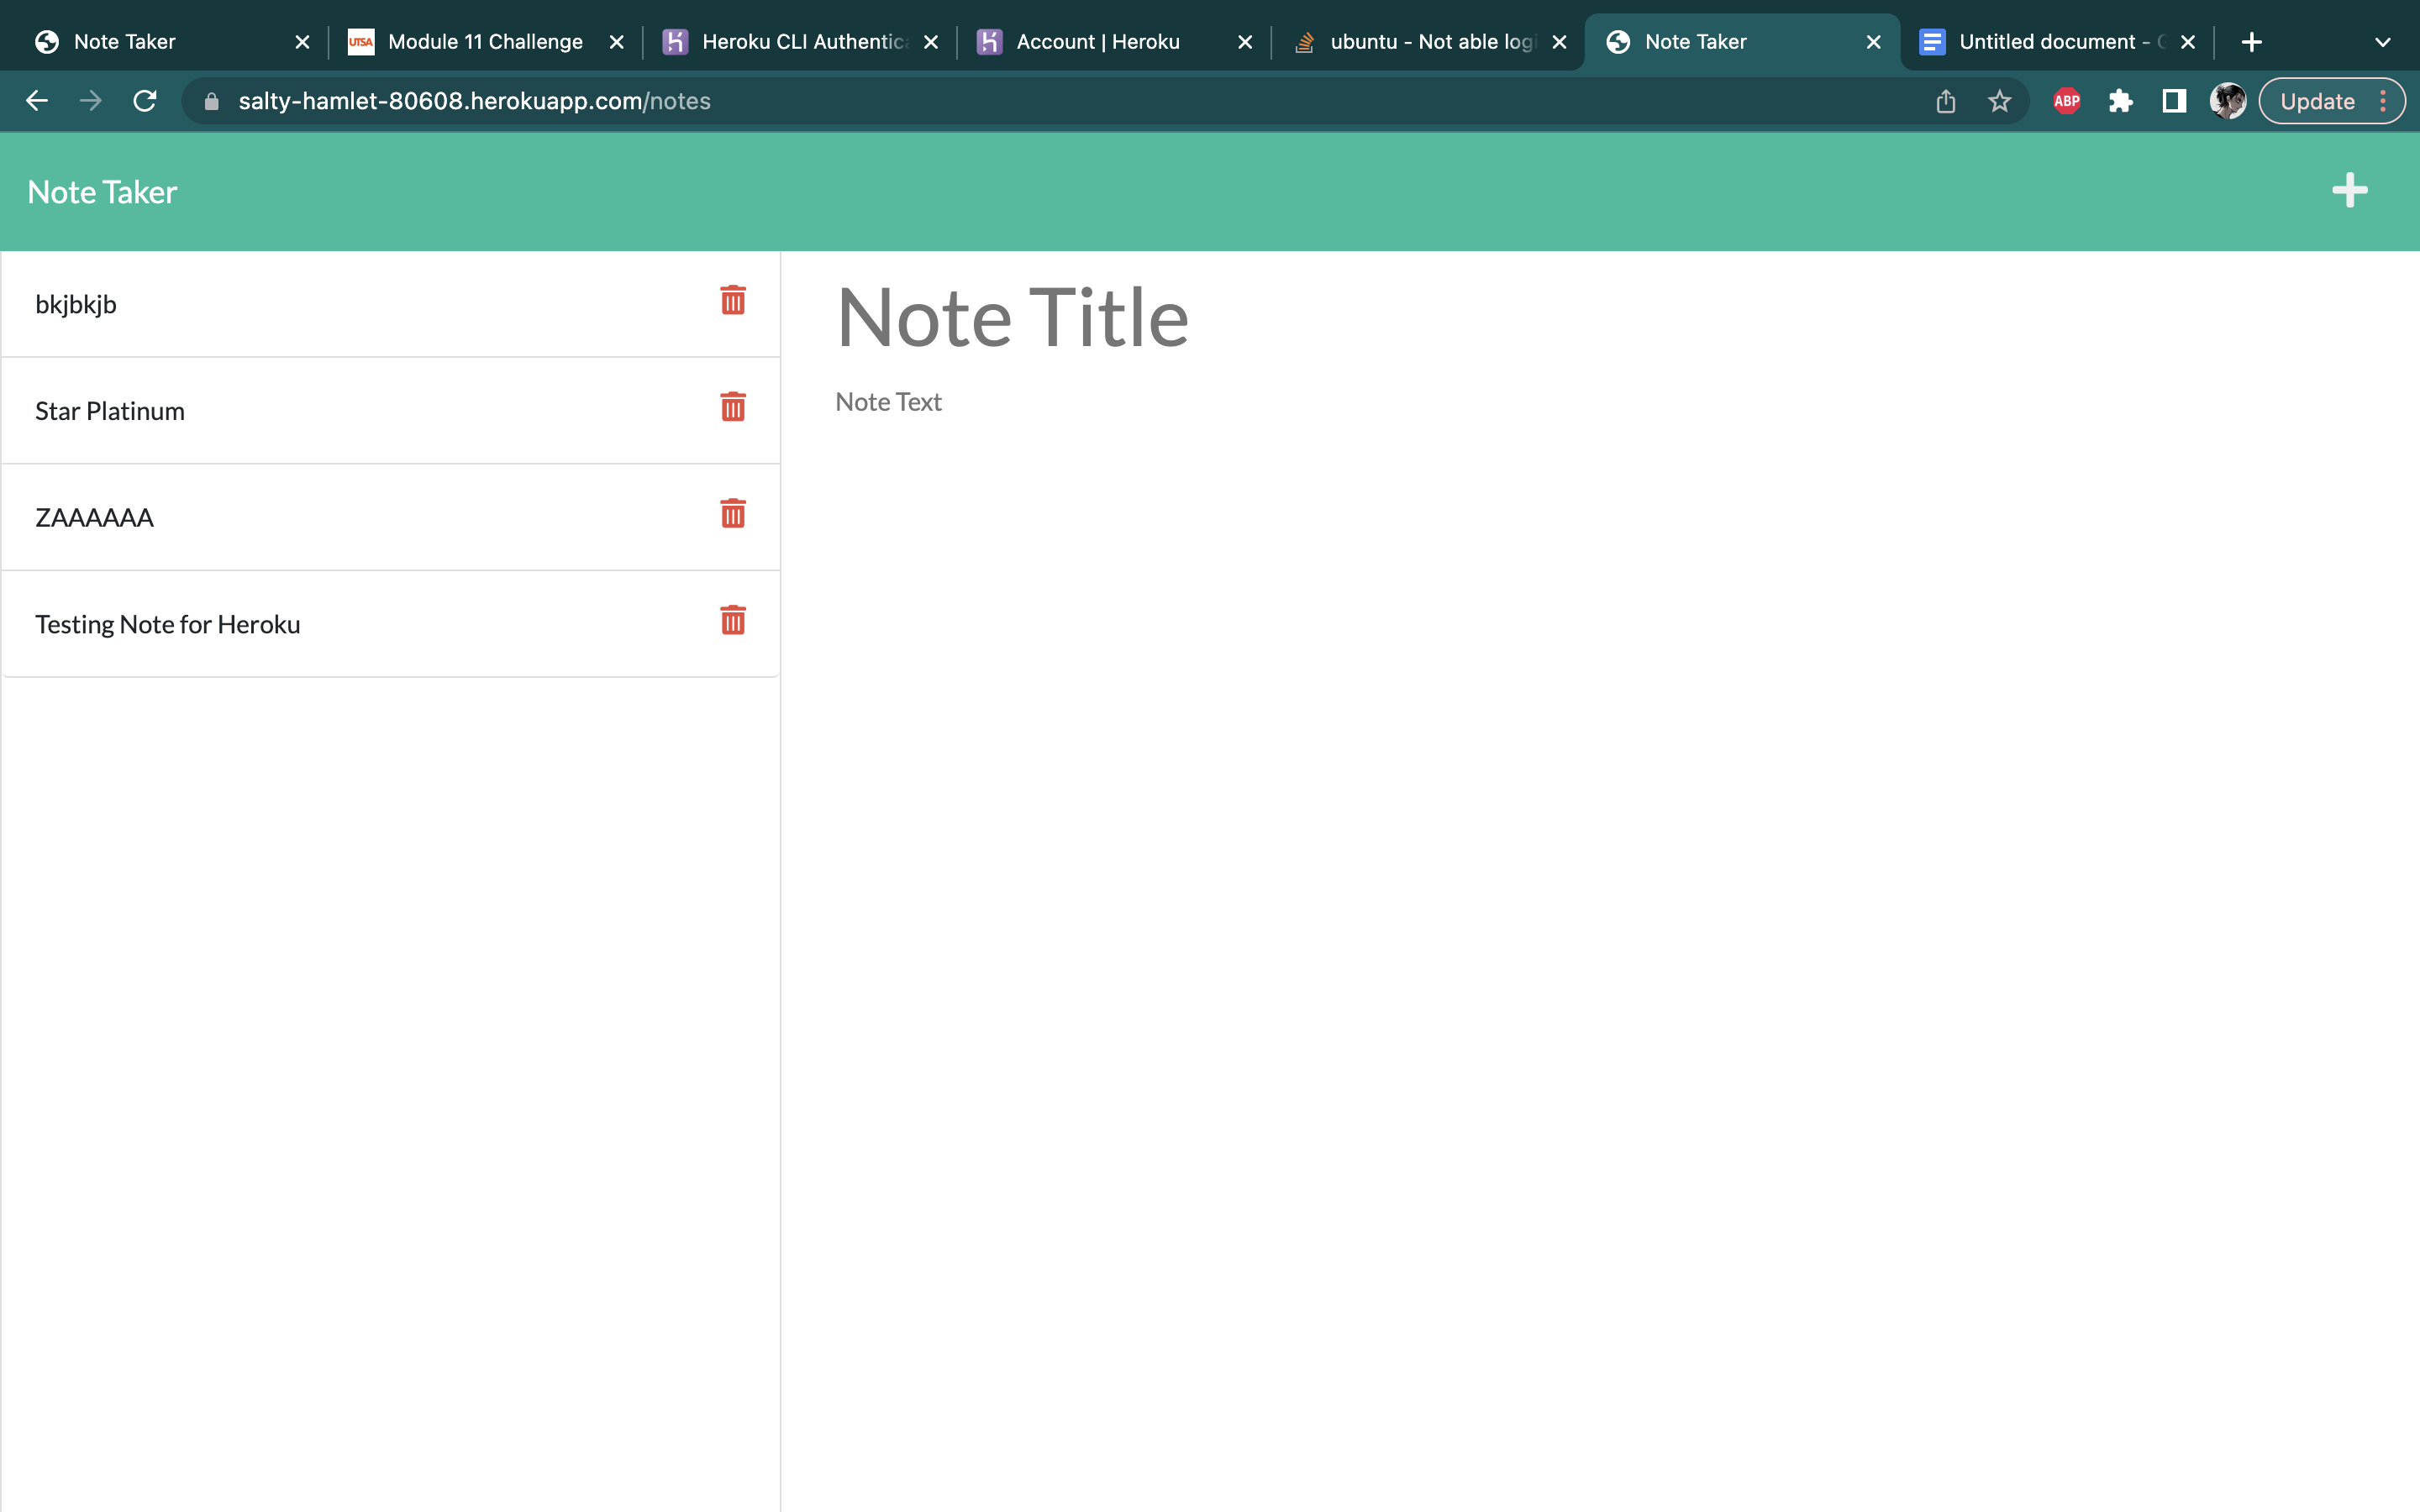 Note Taker
UTSA Module 11 Challenge
Heroku CLI Authentic
Account | Heroku
ubuntu - Not able log
Note Taker
Untitled document -
salty-hamlet-80608.herokuapp.com/notes
ABP
Update
Note Taker
bkjbkjb
Star Platinum
ZAAAAAA
Testing Note for Heroku
Note Title
Note Text